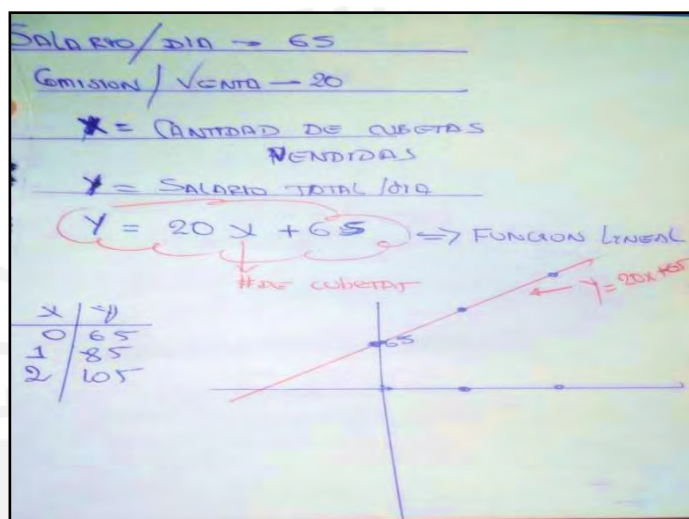 SALARIO/DIA → 65
COMISION/VENTA — 20
X = CANTIDAD DE CUBETAS
VENDIDAS
Y = SALARIO TOTAL/DIA
Y = 20 X + 65 => FUNCION LINEAL
# DE CUBETAS
Y = 20x+65
x y
0 65
1 85
2 105
65